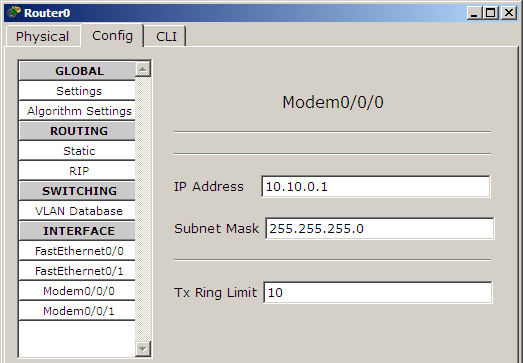 Router0
Physical Config CLI
GLOBAL
Settings
Algorithm Settings
ROUTING
Static
RIP
SWITCHING
VLAN Database
INTERFACE
FastEthernet0/0
FastEthernet0/1
Modem0/0/0
Modem0/0/1
Modem0/0/0
IP Address 10.10.0.1
Subnet Mask 255.255.255.0
Tx Ring Limit 10